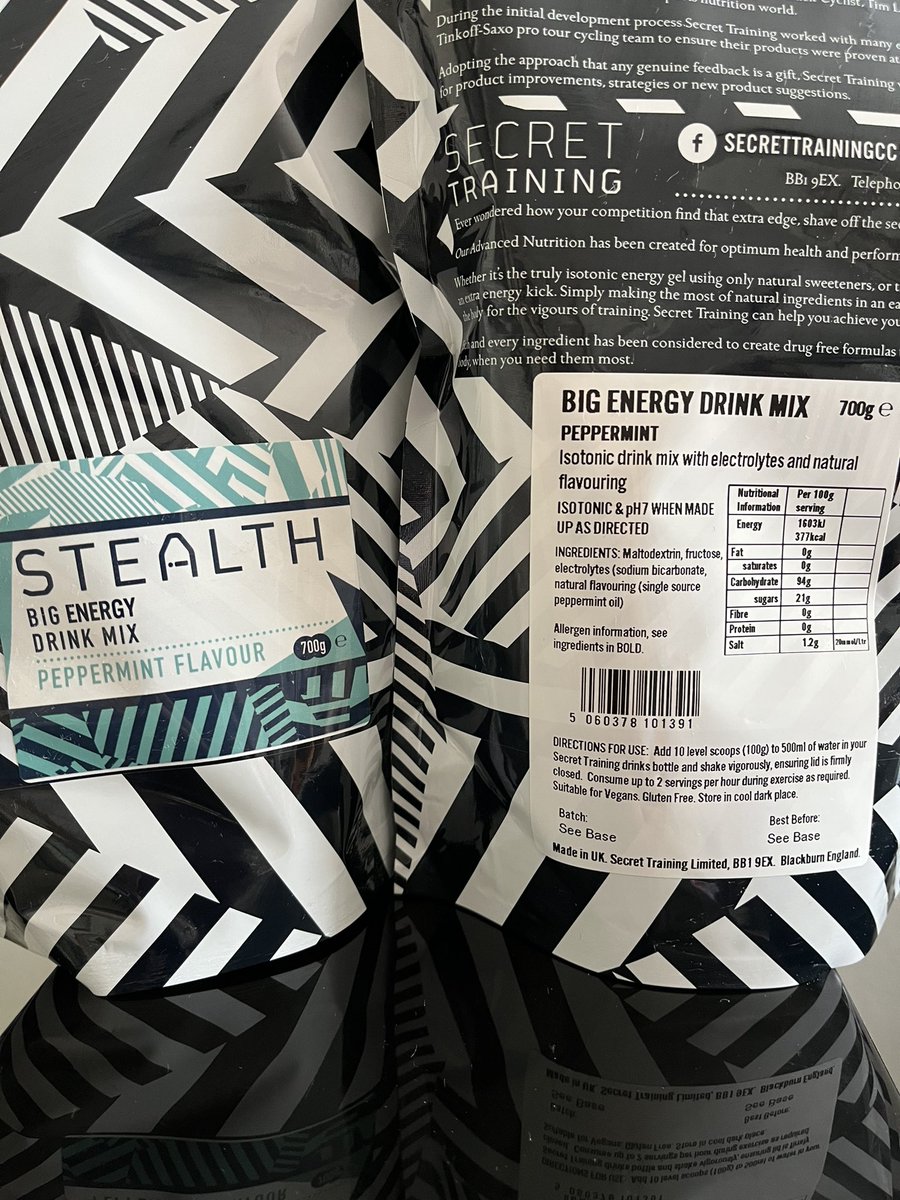 STEALTH
BIG ENERGY
DRINK MIX
PEPPERMINT FLAVOUR 700g e
nutrition world.
During the initial development process Secret Training worked with many
Tinkoff-Saxo pro tour cycling team to ensure their products were proven
Adopting the approach that any genuine feedback is a gift, Secret Training
for product improvements, strategies or new product suggestions.
SECRET
TRAINING
f SECRETTRAININGCC
BB1 9EX.
Ever wondered how your competition find that extra edge, shave off the
Our Advanced Nutrition has been created for optimum health and
Whether it's the truly isotonic energy gel using only natural sweeteners, or
extra energy kick. Simply making the most of natural ingredients in an
for the vigours of training. Secret Training can help you achieve
and every ingredient has been considered to create drug free formulas
when you need them most.
BIG ENERGY DRINK MIX 700g e
PEPPERMINT
Isotonic drink mix with electrolytes and natural
flavouring
ISOTONIC & pH7 WHEN MADE
UP AS DIRECTED
INGREDIENTS: Maltodextrin, fructose,
electrolytes (sodium bicarbonate,
natural flavouring (single source
peppermint oil)
Allergen information, see
ingredients in BOLD.
Nutritional Information Per 100g serving
Energy 1603kJ
377kcal
Fat 0g
saturates 0g
Carbohydrate 94g
sugars 21g
Fibre 0g
Protein 0g
Salt 1.2g 20mmol/Ltr
5 060378 101391
DIRECTIONS FOR USE: Add 10 level scoops (100g) to 500ml of water in your
Secret Training drinks bottle and shake vigorously, ensuring lid is firmly
closed. Consume up to 2 servings per hour during exercise as required.
Suitable for Vegans. Gluten Free. Store in cool dark place.
Batch:
See Base
Best Before:
See Base
Made in UK. Secret Training Limited, BB1 9EX. Blackburn England.